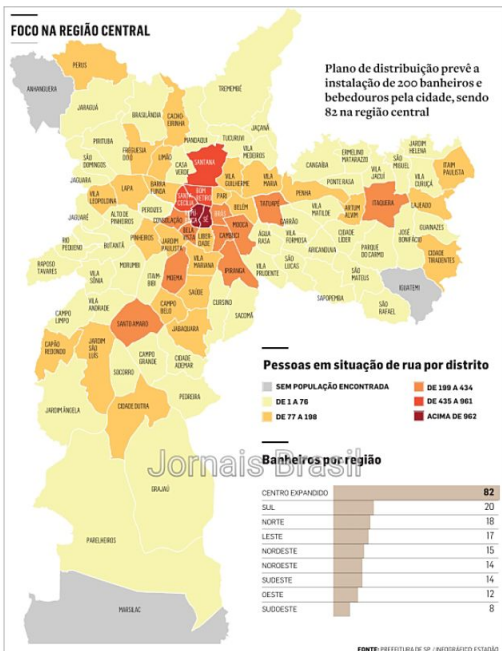 FOCO NA REGIÃO CENTRAL
Plano de distribuição prevê a
instalação de 200 banheiros e
bebedouros pela cidade, sendo
82 na região central
PERUS
ANHANGUERA
TREMEMBÉ
JARAGUÁ
BRASILÂNDIA
CACHO-
EIRINHA
JAÇANÃ
MANDAQUI
TUCURUVI
PIRITUBA
FREGUESIA
DO Ó
LIMÃO
CASA
VERDE
SANTANA
VILA
MEDEIROS
SÃO
DOMINGOS
JAGUARA
VILA
LEOPOLDINA
LAPA
BARRA
FUNDA
SANTA
CECÍLIA
BOM
RETIRO
PARI
VILA
GUILHERME
VILA
MARIA
CANGAÍBA
ERMELINO
MATARAZZO
SÃO
MIGUEL
JARDIM
HELENA
VILA
JACUÍ
VILA
CURUÇÁ
ITAIM
PAULISTA
PONTE RASA
PENHA
JAGUARÉ
ALTO DE
PINHEIROS
PERDIZES
CONSOLAÇÃO
SÉ
BRÁS
BELÉM
TATUAPÉ
VILA
MATILDE
ARTUR
ALVIM
ITAQUERA
LAJEADO
GUAIANAZES
RIO
PEQUENO
BUTANTÃ
PINHEIROS
JARDIM
PAULISTA
BELA
VISTA
LIBER-
DADE
CAMBUCI
MOOCA
ÁGUA
RASA
CARRÃO
VILA
FORMOSA
CIDADE
LÍDER
JOSÉ
BONIFÁCIO
ARICANDUVA
PARQUE
DO CARMO
CIDADE
TIRADENTES
RAPOSO
TAVARES
VILA
SÔNIA
MORUMBI
ITAIM-
BIBI
MOEMA
VILA
MARIANA
IPIRANGA
VILA
PRUDENTE
SÃO
LUCAS
SÃO
MATEUS
IGUATEMI
SAPOPEMBA
SÃO
RAFAEL
CAMPO
LIMPO
VILA
ANDRADE
SANTO AMARO
CAMPO
BELO
SAÚDE
CURSINO
SACOMÃ
JABAQUARA
CAPÃO
REDONDO
JARDIM
SÃO
LUÍS
SOCORRO
CAMPO
GRANDE
CIDADE
ADEMAR
JARDIM ÂNGELA
CIDADE DUTRA
PEDREIRA
GRAJAÚ
PARELHEIROS
MARSILAC
Pessoas em situação de rua por distrito
SEM POPULAÇÃO ENCONTRADA
DE 1 A 76
DE 77 A 198
DE 199 A 434
DE 435 A 961
ACIMA DE 962
Jornais Brasil
Banheiros por região
CENTRO EXPANDIDO 82
SUL 20
NORTE 18
LESTE 17
NORDESTE 15
NOROESTE 14
SUDESTE 14
OESTE 12
SUDOESTE 8
FONTE: PREFEITURA DE SP / INFOGRÁFICO: ESTADÃO